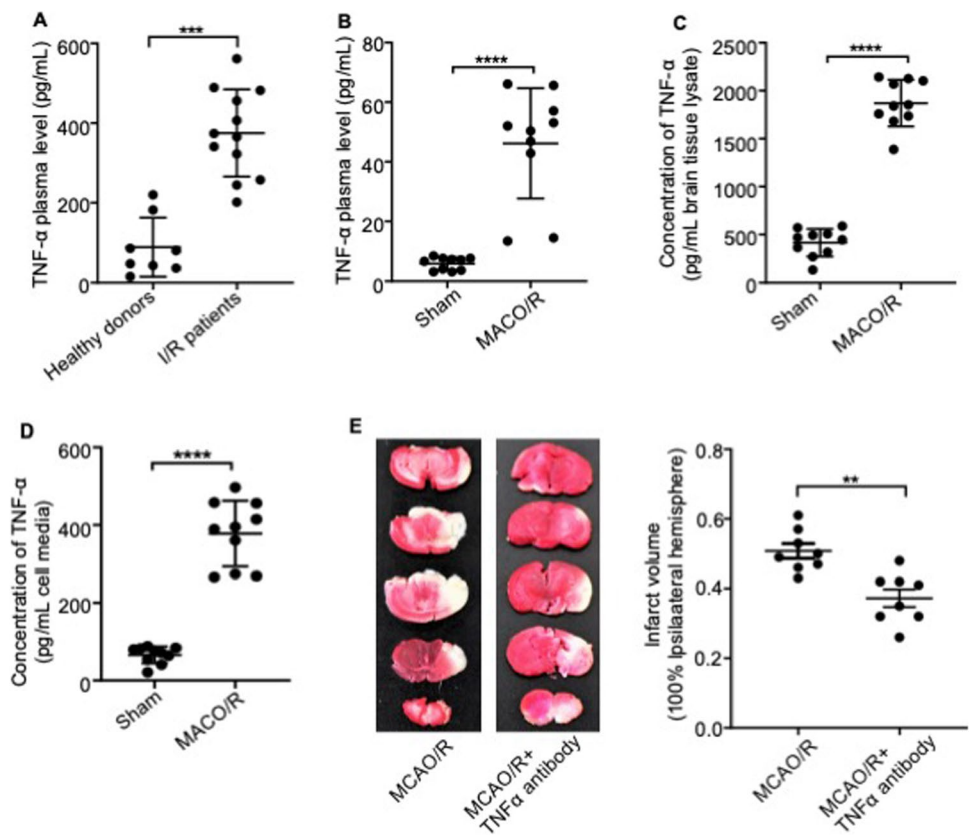 A
***
TNF-α plasma level (pg/mL)
600
400
200
0
Healthy donors
I/R patients
B
****
TNF-α plasma level (pg/mL)
80
60
40
20
0
Sham
MACO/R
C
****
Concentration of TNF-α
(pg/mL brain tissue lysate)
2500
2000
1500
1000
500
0
Sham
MACO/R
D
****
Concentration of TNF-α
(pg/mL cell media)
600
400
200
0
Sham
MACO/R
E
MCAO/R
MCAO/R+
TNFα antibody
**
Infarct volume
(100% Ipsilaateral hemisphere)
0.8
0.6
0.4
0.2
0.0
MCAO/R
MCAO/R+
TNFα antibody